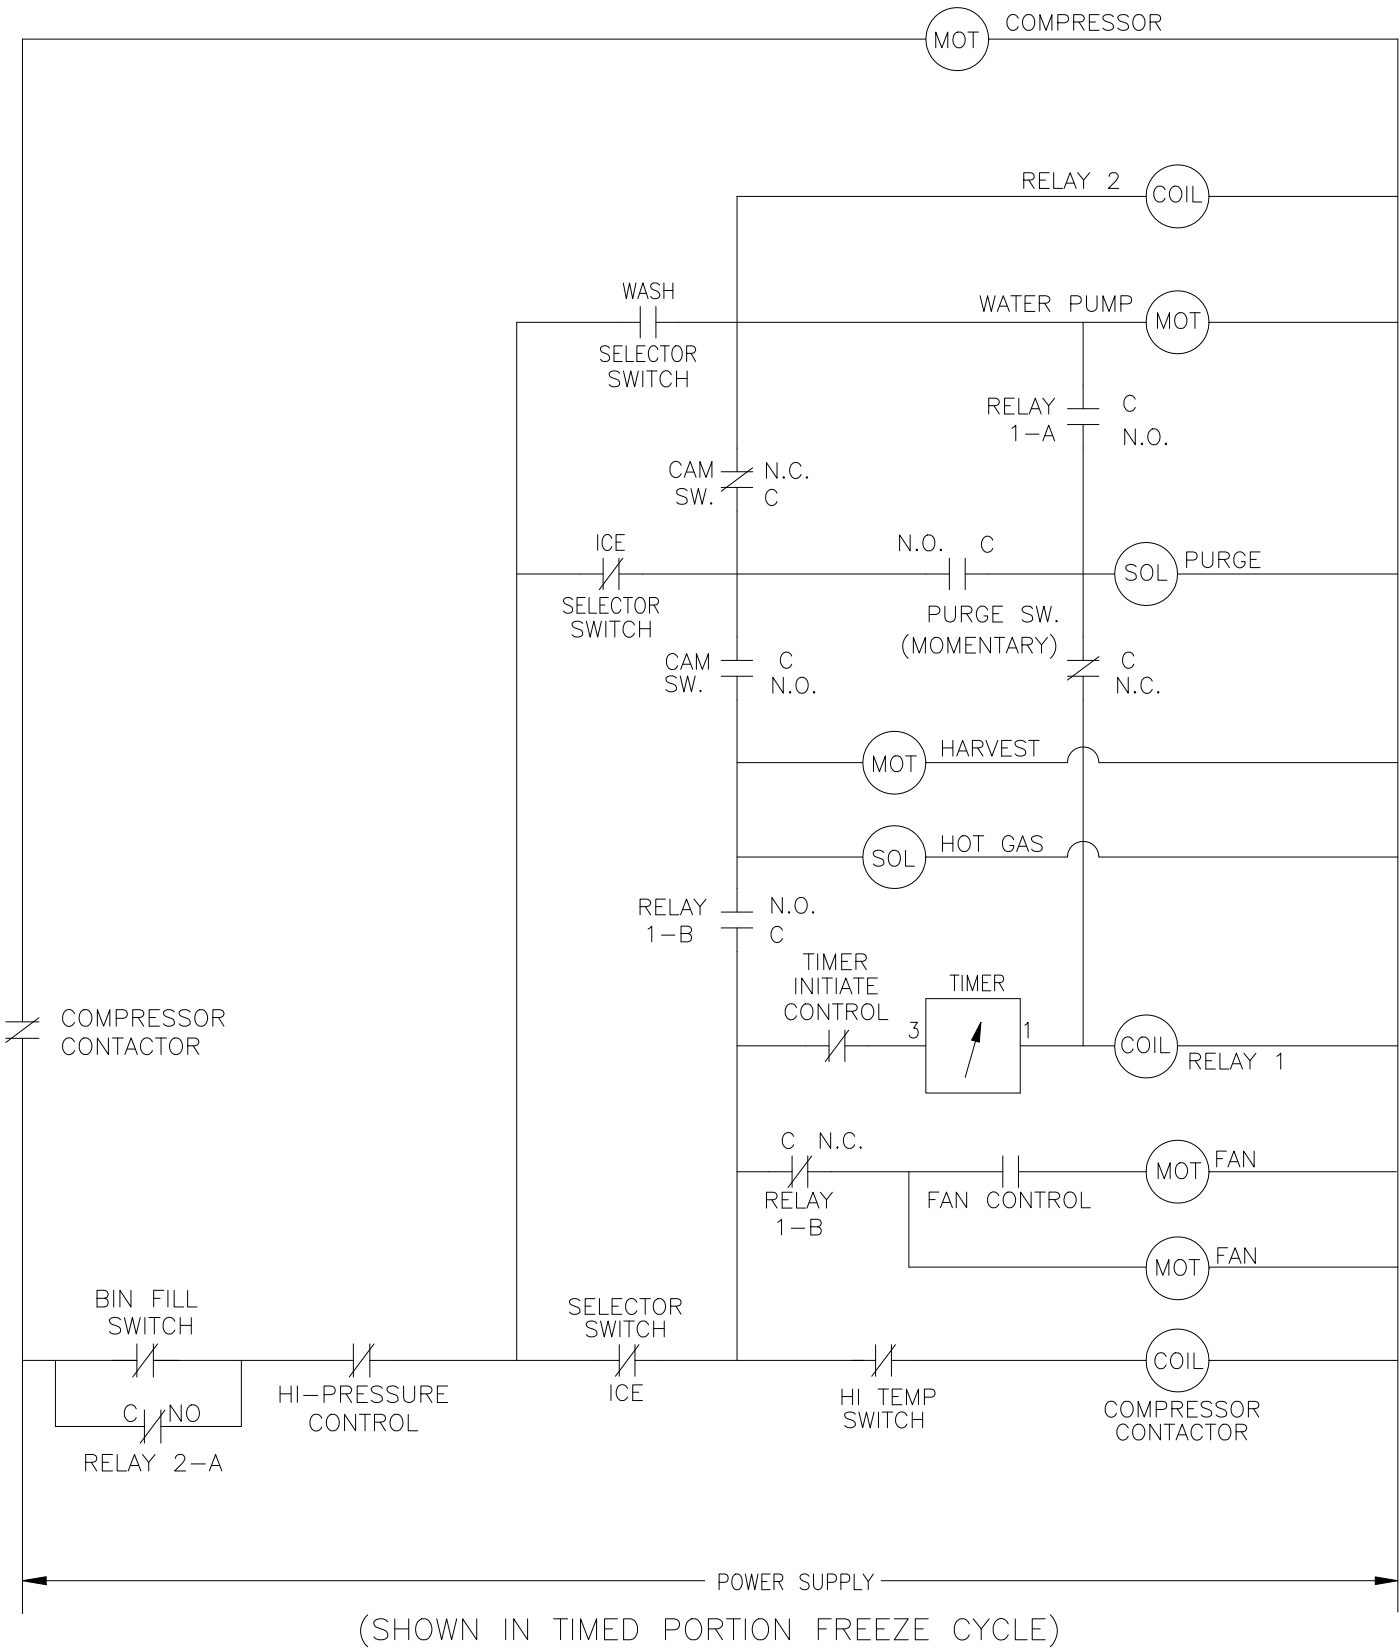 COMPRESSOR
MOT
RELAY 2
COIL
WASH
SELECTOR
SWITCH
WATER PUMP
MOT
RELAY
1-A
C
N.O.
CAM
SW.
N.C.
C
ICE
SELECTOR
SWITCH
N.O. C
PURGE SW.
(MOMENTARY)
SOL
PURGE
CAM
SW.
C
N.O.
C
N.C.
MOT
HARVEST
SOL
HOT GAS
RELAY
1-B
N.O.
C
TIMER
INITIATE
CONTROL
TIMER
3
1
COIL
RELAY 1
COMPRESSOR
CONTACTOR
C N.C.
RELAY
1-B
FAN CONTROL
MOT
FAN
MOT
FAN
BIN FILL
SWITCH
C NO
RELAY 2-A
HI-PRESSURE
CONTROL
SELECTOR
SWITCH
ICE
HI TEMP
SWITCH
COIL
COMPRESSOR
CONTACTOR
POWER SUPPLY
(SHOWN IN TIMED PORTION FREEZE CYCLE)